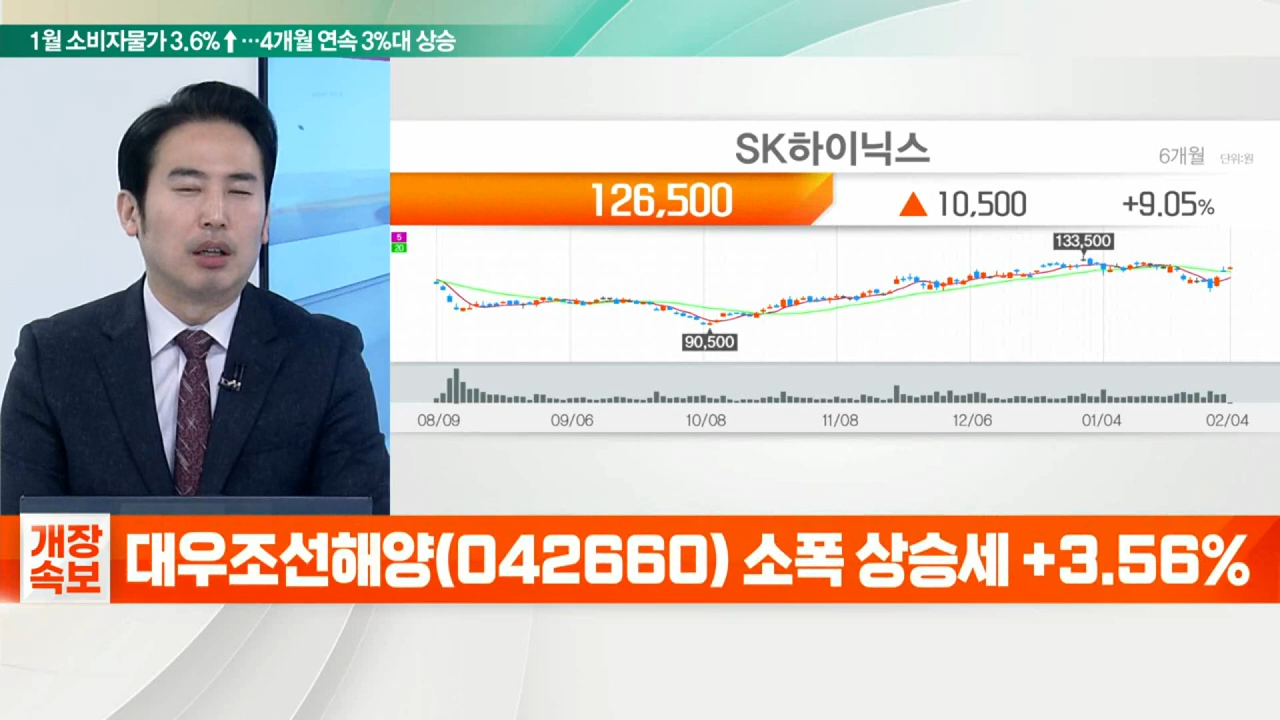 1월 소비자물가 3.6%⬆…4개월 연속 3%대 상승
SK하이닉스
6개월 단위:원
126,500 ▲ 10,500 +9.05%
5
20
133,500
90,500
08/09 09/06 10/08 11/08 12/06 01/04 02/04
개장
속보
대우조선해양(042660) 소폭 상승세 +3.56%